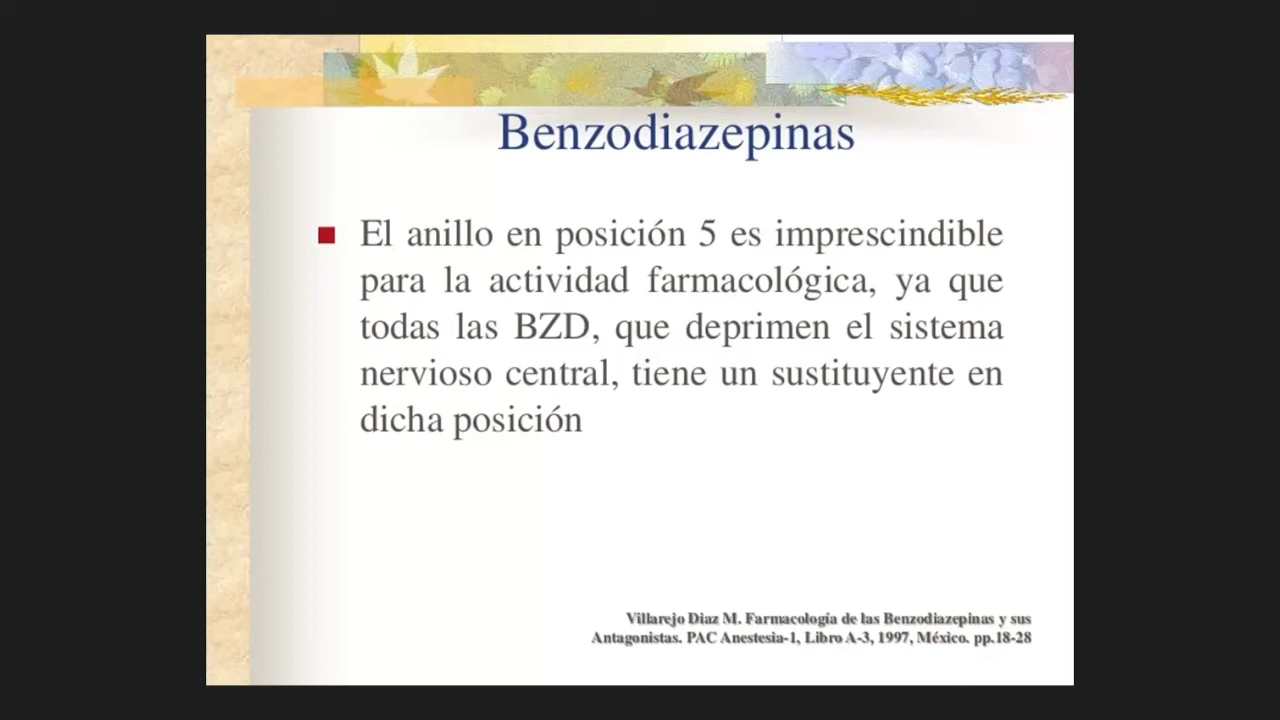 Benzodiazepinas
El anillo en posición 5 es imprescindible
para la actividad farmacológica, ya que
todas las BZD, que deprimen el sistema
nervioso central, tiene un sustituyente en
dicha posición
Villarejo Diaz M. Farmacología de las Benzodiazepinas y sus
Antagonistas. PAC Anestesia-1, Libro A-3, 1997, México. pp.18-28